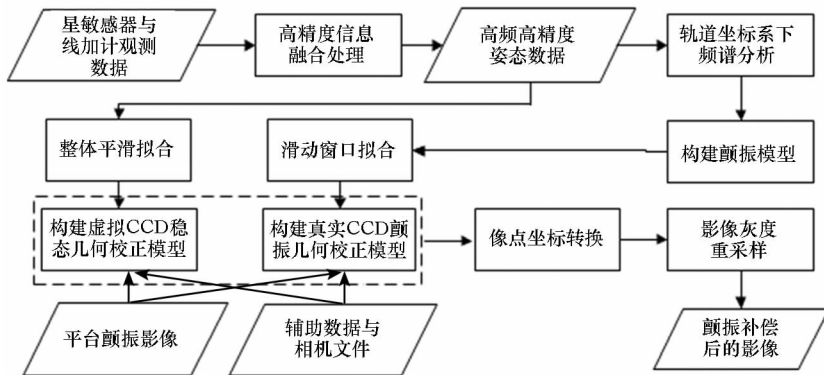 星敏感器与
线加计观测
数据
高精度信息
融合处理
高频高精度
姿态数据
轨道坐标系下
频谱分析
整体平滑拟合
滑动窗口拟合
构建颤振模型
构建虚拟CCD稳
态几何校正模型
构建真实CCD颤
振几何校正模型
像点坐标转换
影像灰度
重采样
平台颤振影像
辅助数据与
相机文件
颤振补偿
后的影像